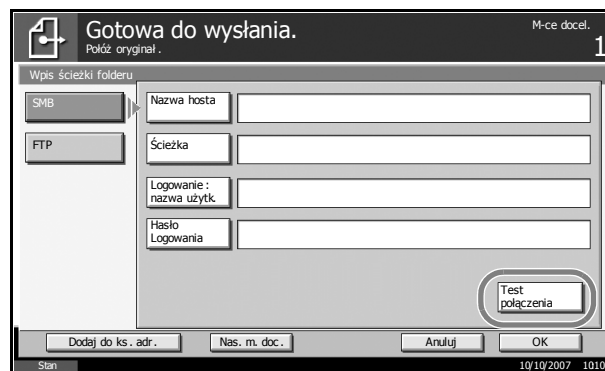 Gotowa do wysłania.
Połóż oryginał.
M-ce docel.
1
Wpis ścieżki folderu
SMB
Nazwa hosta
FTP
Ścieżka
Logowanie :
nazwa użytk.
Hasło
Logowania
Test
połączenia
Dodaj do ks. adr.
Nas. m. doc.
Anuluj
OK
Stan
10/10/2007 1010